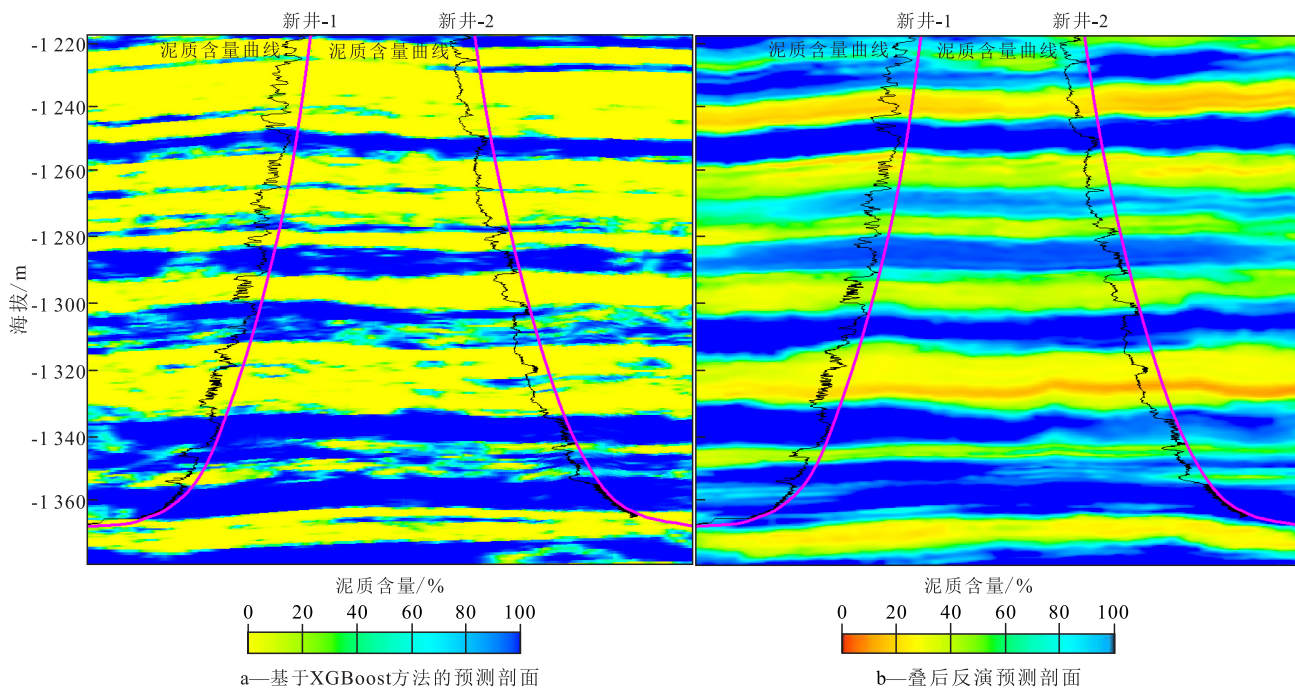 新井-1 新井-2 新井-1 新井-2
泥质含量曲线 泥质含量曲线 泥质含量曲线 泥质含量曲线
-1 220
-1 240
-1 260
-1 280
-1 300
-1 320
-1 340
-1 360
海拔/m
泥质含量/% 泥质含量/%
0 20 40 60 80 100 0 20 40 60 80 100
a—基于XGBoost方法的预测剖面 b—叠后反演预测剖面